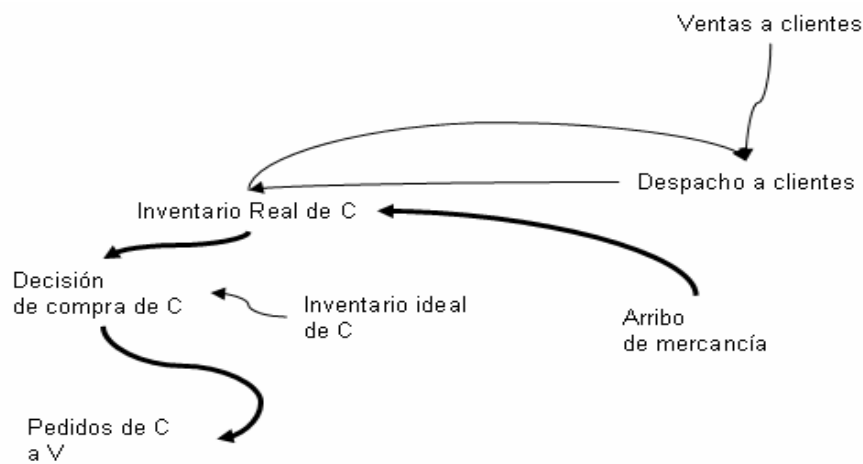 Ventas a clientes
Despacho a clientes
Inventario Real de C
Decisión
de compra de C
Inventario ideal
de C
Arribo
de mercancía
Pedidos de C
a V